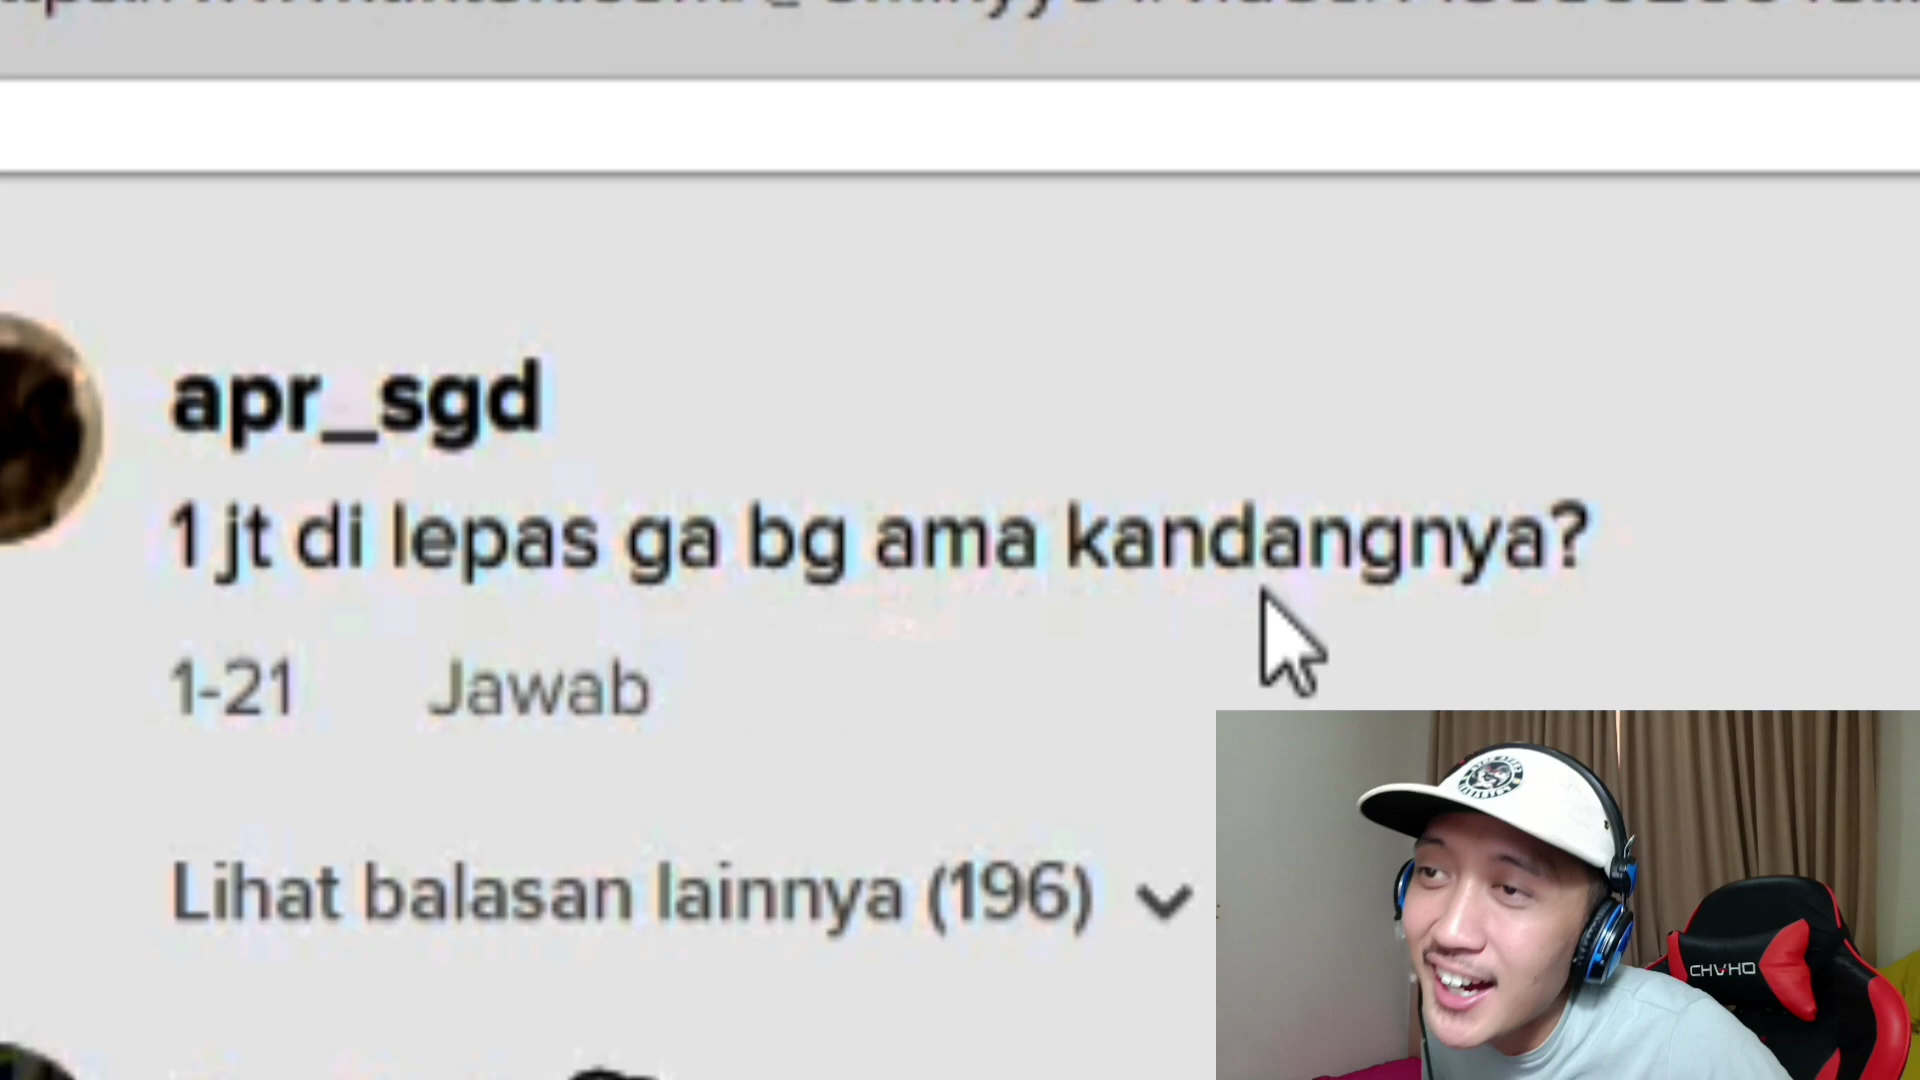 apr_sgd
1 jt di lepas ga bg ama kandangnya?
1-21 Jawab
Lihat balasan lainnya (196)
CHVHO